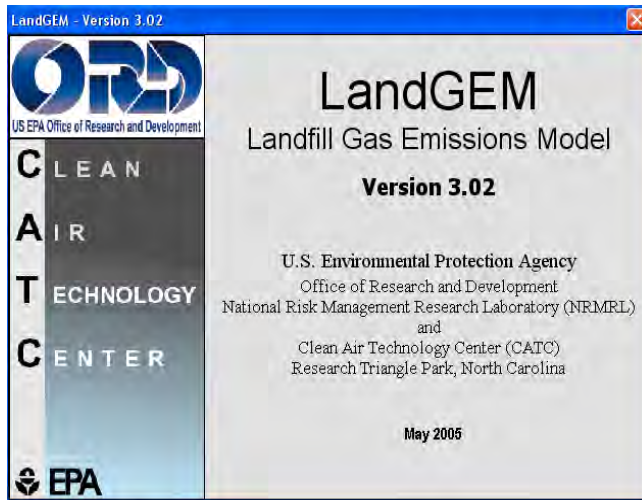 LandGEM - Version 3.02
ORD
US EPA Office of Research and Development
CLEAN
AIR
TECHNOLOGY
CENTER
EPA
LandGEM
Landfill Gas Emissions Model
Version 3.02
U.S. Environmental Protection Agency
Office of Research and Development
National Risk Management Research Laboratory (NRMRL)
and
Clean Air Technology Center (CATC)
Research Triangle Park, North Carolina
May 2005